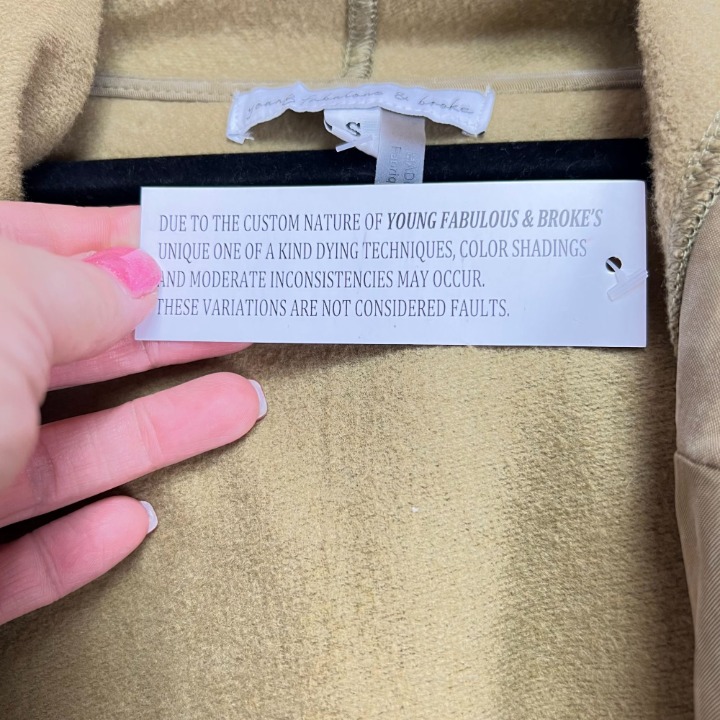 young fabulous & broke
S
DUE TO THE CUSTOM NATURE OF YOUNG FABULOUS & BROKE'S
UNIQUE ONE OF A KIND DYING TECHNIQUES, COLOR SHADINGS
AND MODERATE INCONSISTENCIES MAY OCCUR.
THESE VARIATIONS ARE NOT CONSIDERED FAULTS.